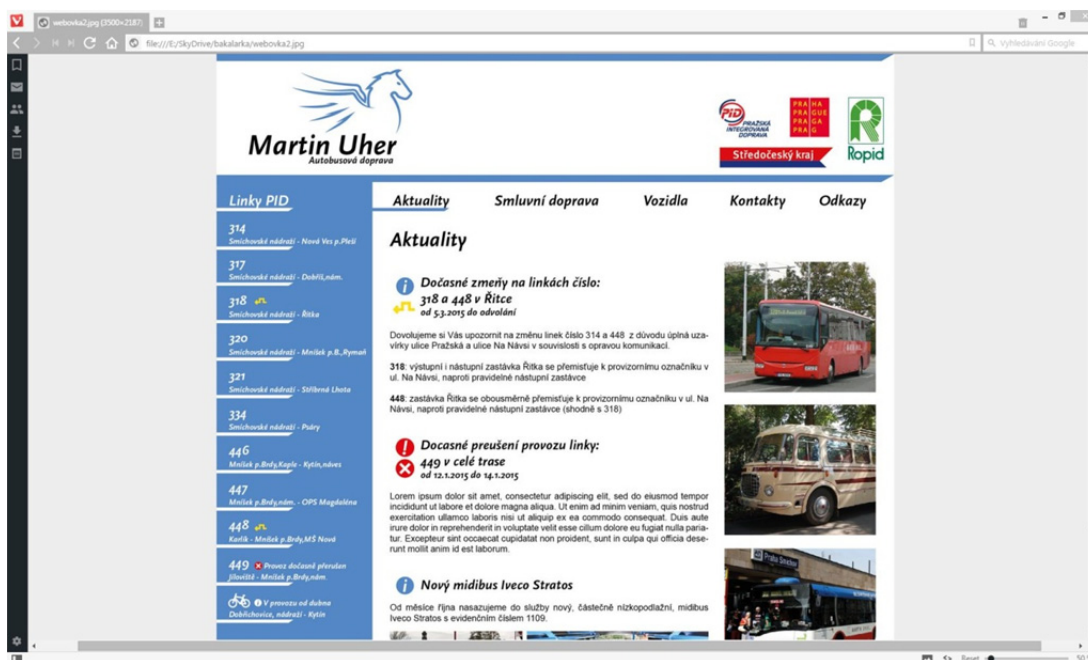 webovka2.jpg (3500×2187)
file:///E:/SkyDrive/bakalarka/webovka2.jpg
Vyhledávání Google
Martin Uher
Autobusová doprava
PID
PRAŽSKÁ
INTEGROVANÁ
DOPRAVA
PRA HA
PRA GUE
PRA GA
PRA G
Středočeský kraj
Ropid
Linky PID
Aktuality
Smluvní doprava
Vozidla
Kontakty
Odkazy
314
Smíchovské nádraží - Nová Ves p.Pleší
317
Smíchovské nádraží - Dobříš,nám.
318
Smíchovské nádraží - Řitka
320
Smíchovské nádraží - Mníšek p.B.,Rymaň
321
Smíchovské nádraží - Stříbrná Lhota
334
Smíchovské nádraží - Psáry
446
Mníšek p.Brdy,Kaple - Kytín,náves
447
Mníšek p.Brdy,nám. - OPS Magdaléna
448
Karlík - Mníšek p.Brdy,MŠ Nová
449 Provoz dočasně přerušen
Jíloviště - Mníšek p.Brdy,nám.
V provozu od dubna
Dobřichovice, nádraží - Kytín
Aktuality
Dočasné zmeňy na linkách číslo:
318 a 448 v Řitce
od 5.3.2015 do odvolání
Dovolujeme si Vás upozornit na změnu linek číslo 314 a 448 z důvodu úplná uza-
vírky ulice Pražská a ulice Na Návsi v souvislosti s opravou komunikací.
318: výstupní i nástupní zastávka Řitka se přemisťuje k provizornímu označníku v
ul. Na Návsi, naproti pravidelné nástupní zastávce
448: zastávka Řitka se obousměrně přemisťuje k provizornímu označníku v ul. Na
Návsi, naproti pravidelné nástupní zastávce (shodně s 318)
Docasné preušení provozu linky:
449 v celé trase
od 12.1.2015 do 14.1.2015
Lorem ipsum dolor sit amet, consectetur adipiscing elit, sed do eiusmod tempor
incididunt ut labore et dolore magna aliqua. Ut enim ad minim veniam, quis nostrud
exercitation ullamco laboris nisi ut aliquip ex ea commodo consequat. Duis aute
irure dolor in reprehenderit in voluptate velit esse cillum dolore eu fugiat nulla paria-
tur. Excepteur sint occaecat cupidatat non proident, sunt in culpa qui officia dese-
runt mollit anim id est laborum.
Nový midibus Iveco Stratos
Od měsíce října nasazujeme do služby nový, částečně nízkopodlažní, midibus
Iveco Stratos s evidenčním číslem 1109.
Praha Smíchov
Reset